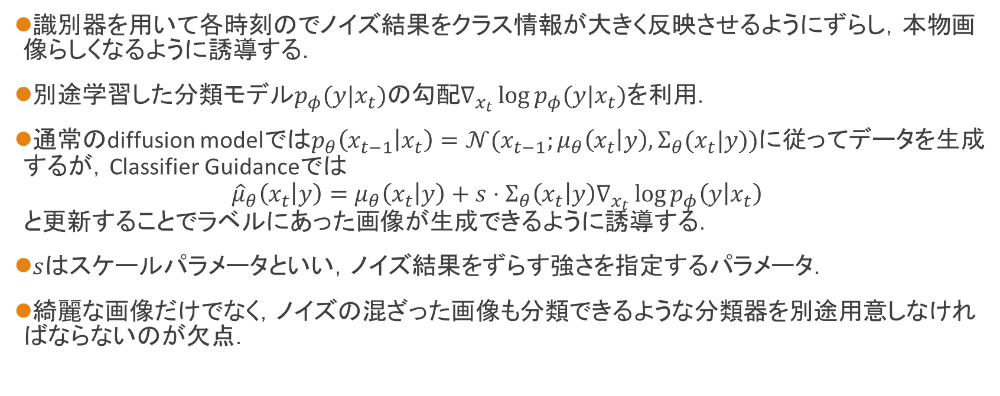 ●識別器を用いて各時刻のでノイズ結果をクラス情報が大きく反映させるようにずらし，本物画
像らしくなるように誘導する．
●別途学習した分類モデル$p_\phi(y|x_t)$の勾配$\nabla_{x_t} \log p_\phi(y|x_t)$を利用．
●通常のdiffusion modelでは$p_\theta(x_{t-1}|x_t) = \mathcal{N}(x_{t-1}; \mu_\theta(x_t|y), \Sigma_\theta(x_t|y))$に従ってデータを生成
するが，Classifier Guidanceでは
$\hat{\mu}_\theta(x_t|y) = \mu_\theta(x_t|y) + s \cdot \Sigma_\theta(x_t|y)\nabla_{x_t} \log p_\phi(y|x_t)$
と更新することでラベルにあった画像が生成できるように誘導する．
●$s$はスケールパラメータといい，ノイズ結果をずらす強さを指定するパラメータ．
●綺麗な画像だけでなく，ノイズの混ざった画像も分類できるような分類器を別途用意しなけれ
ばならないのが欠点．